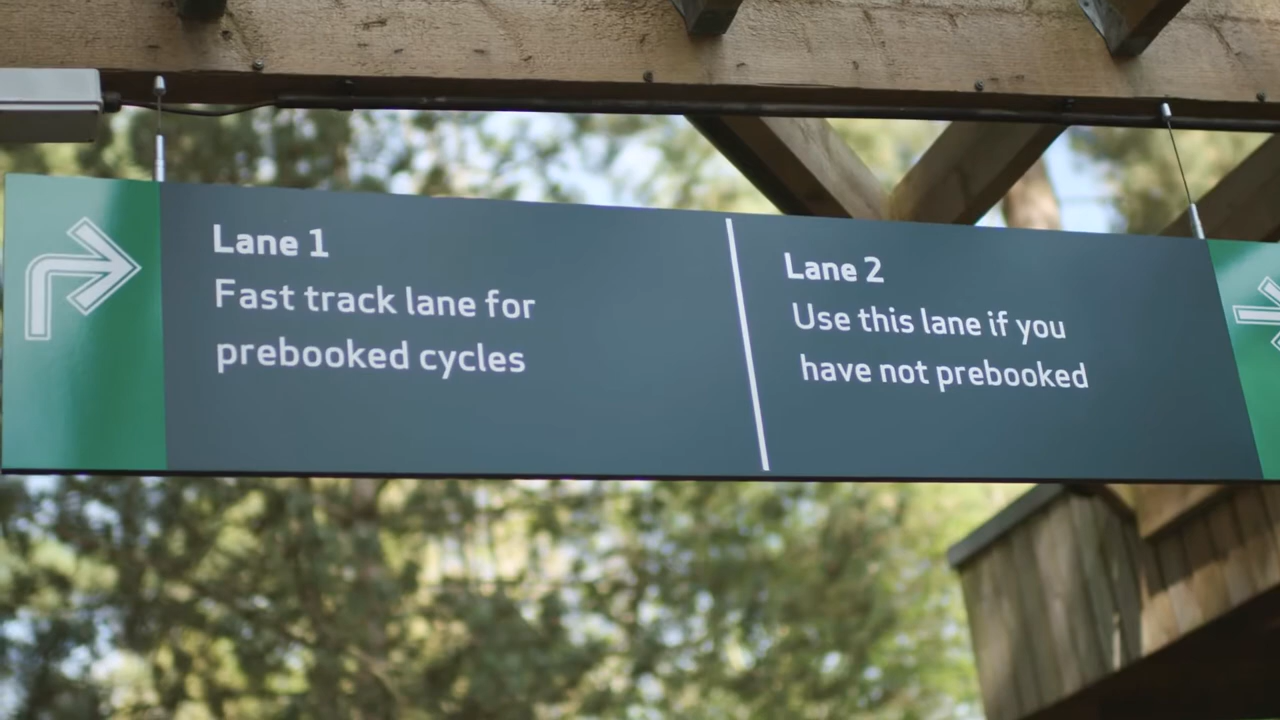 Lane 1
Fast track lane for
prebooked cycles
Lane 2
Use this lane if you
have not prebooked